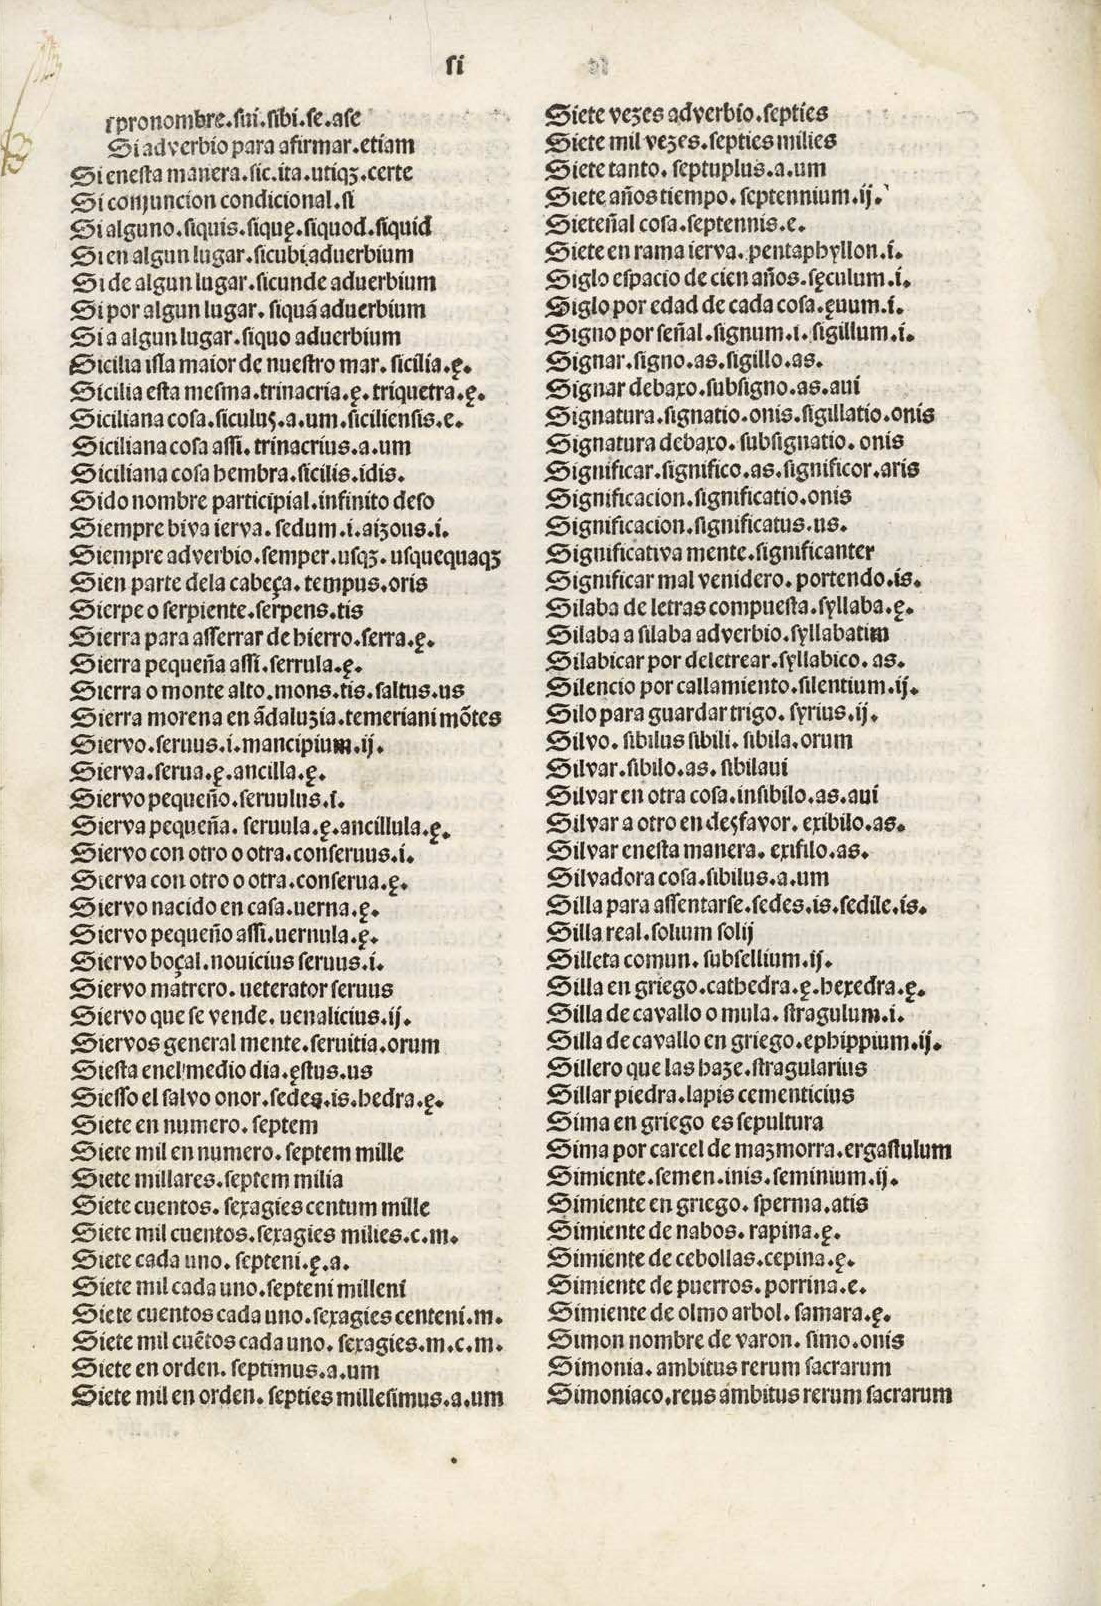 si
pronombre.sui.sibi.se.a se
Si adverbio para afirmar.etiam
Si enesta manera.sic.ita.utiqꝫ.certe
Si conjuncion condicional.si
Si alguno.siquis.siquę.siquod.siquid
Si en algun lugar.sicubi aduerbium
Si de algun lugar.sicunde aduerbium
Si por algun lugar.siquá aduerbium
Si a algun lugar.siquo aduerbium
Sicilia isla maior de nuestro mar.sicilia.ę.
Sicilia esta mesma.trinacria.ę.triquetra.ę.
Siciliana cosa.siculus.a.um.siciliensis.e.
Siciliana cosa assi.trinacrius.a.um
Siciliana cosa hembra.sicilis.idis.
Sido nombre participial.infinito de so
Siempre biva ierva.sedum.i.aizous.i.
Siempre adverbio.semper.usqꝫ.usquequaqꝫ
Sien parte dela cabeça.tempus.oris
Sierpe o serpiente.serpens.tis
Sierra para asserrar de hierro.serra.ę.
Sierra pequeña assi.serrula.ę.
Sierra o monte alto.mons.tis.saltus.us
Sierra morena en ãdaluzia.temeriani mõtes
Siervo.seruus.i.mancipium.ij.
Sierva.serua.ę.ancilla.ę.
Siervo pequeño.seruulus.i.
Sierva pequeña.seruula.ę.ancillula.ę.
Siervo con otro o otra.conseruus.i.
Sierva con otro o otra.conserua.ę.
Siervo nacido en casa.uerna.ę.
Siervo pequeño assi.uernula.ę.
Siervo boçal.novicius seruus.i.
Siervo matrero.ueterator seruus
Siervo que se vende.uenalicius.ij.
Siervos general mente.seruitia.orum
Siesta enel medio dia.ęstus.us
Siesso el salvo onor.sedes.is.hedra.ę.
Siete en numero.septem
Siete mil en numero.septem mille
Siete millares.septem milia
Siete cuentos.sexagies centum mille
Siete mil cuentos.sexagies milies.c.m.
Siete cada uno.septeni.ę.a.
Siete mil cada uno.septeni milleni
Siete cuentos cada uno.sexagies centeni.m.
Siete mil cuẽtos cada uno.sexagies.m.c.m.
Siete en orden.septimus.a.um
Siete mil en orden.septies millesimus.a.um
Siete vezes adverbio.septies
Siete mil vezes.septies milies
Siete tanto.septuplus.a.um
Siete años tiempo.septennium.ij.
Sieteñal cosa.septennis.e.
Siete en rama ierva.pentaphyllon.i.
Siglo espacio de cien años.sęculum.i.
Siglo por edad de cada cosa.ęuum.i.
Signo por señal.signum.i.sigillum.i.
Signar.signo.as.sigillo.as.
Signar debaxo.subsigno.as.aui
Signatura.signatio.onis.sigillatio.onis
Signatura debaxo.subsignatio.onis
Significar.significo.as.significor.aris
Significacion.significatio.onis
Significacion.significatus.us.
Significativa mente.significanter
Significar mal venidero.portendo.is.
Silaba de letras compuesta.syllaba.ę.
Silaba a silaba adverbio.syllabatim
Silabicar por deletrear.syllabico.as.
Silencio por callamiento.silentium.ij.
Silo para guardar trigo.syrius.ij.
Silvo.sibilus sibili.sibila.orum
Silvar.sibilo.as.sibilaui
Silvar en otra cosa.insibilo.as.aui
Silvar a otro en desfavor.exibilo.as.
Silvar enesta manera.exifilo.as.
Silvadora cosa.sibilus.a.um
Silla para assentarse.sedes.is.sedile.is.
Silla real.solium solij
Silleta comun.subsellium.ij.
Silla en griego.cathedra.ę.hexedra.ę.
Silla de cavallo o mula.stragulum.i.
Silla de cavallo en griego.ephippium.ij.
Sillero que las haze.stragularius
Sillar piedra.lapis cementicius
Sima en griego es sepultura
Sima por carcel de mazmorra.ergastulum
Simiente.semen.inis.seminium.ij.
Simiente en griego.sperma.atis
Simiente de nabos.rapina.ę.
Simiente de cebollas.cepina.ę.
Simiente de puerros.porrina.e.
Simiente de olmo arbol.samara.ę.
Simon nombre de varon.simo.onis
Simonia.ambitus rerum sacrarum
Simoniaco.reus ambitus rerum sacrarum